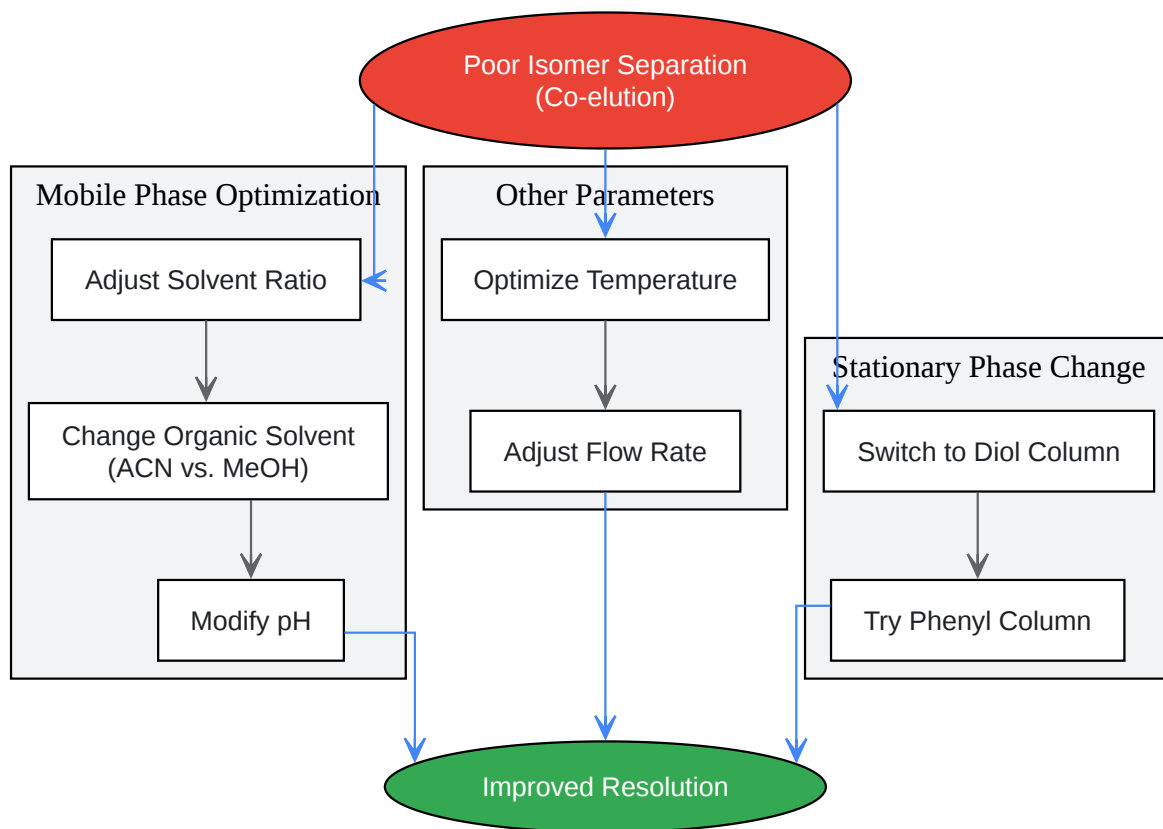 Poor Isomer Separation
(Co-elution)
Mobile Phase Optimization
Adjust Solvent Ratio
Change Organic Solvent
(ACN vs. MeOH)
Modify pH
Other Parameters
Optimize Temperature
Adjust Flow Rate
Stationary Phase Change
Switch to Diol Column
Try Phenyl Column
Improved Resolution